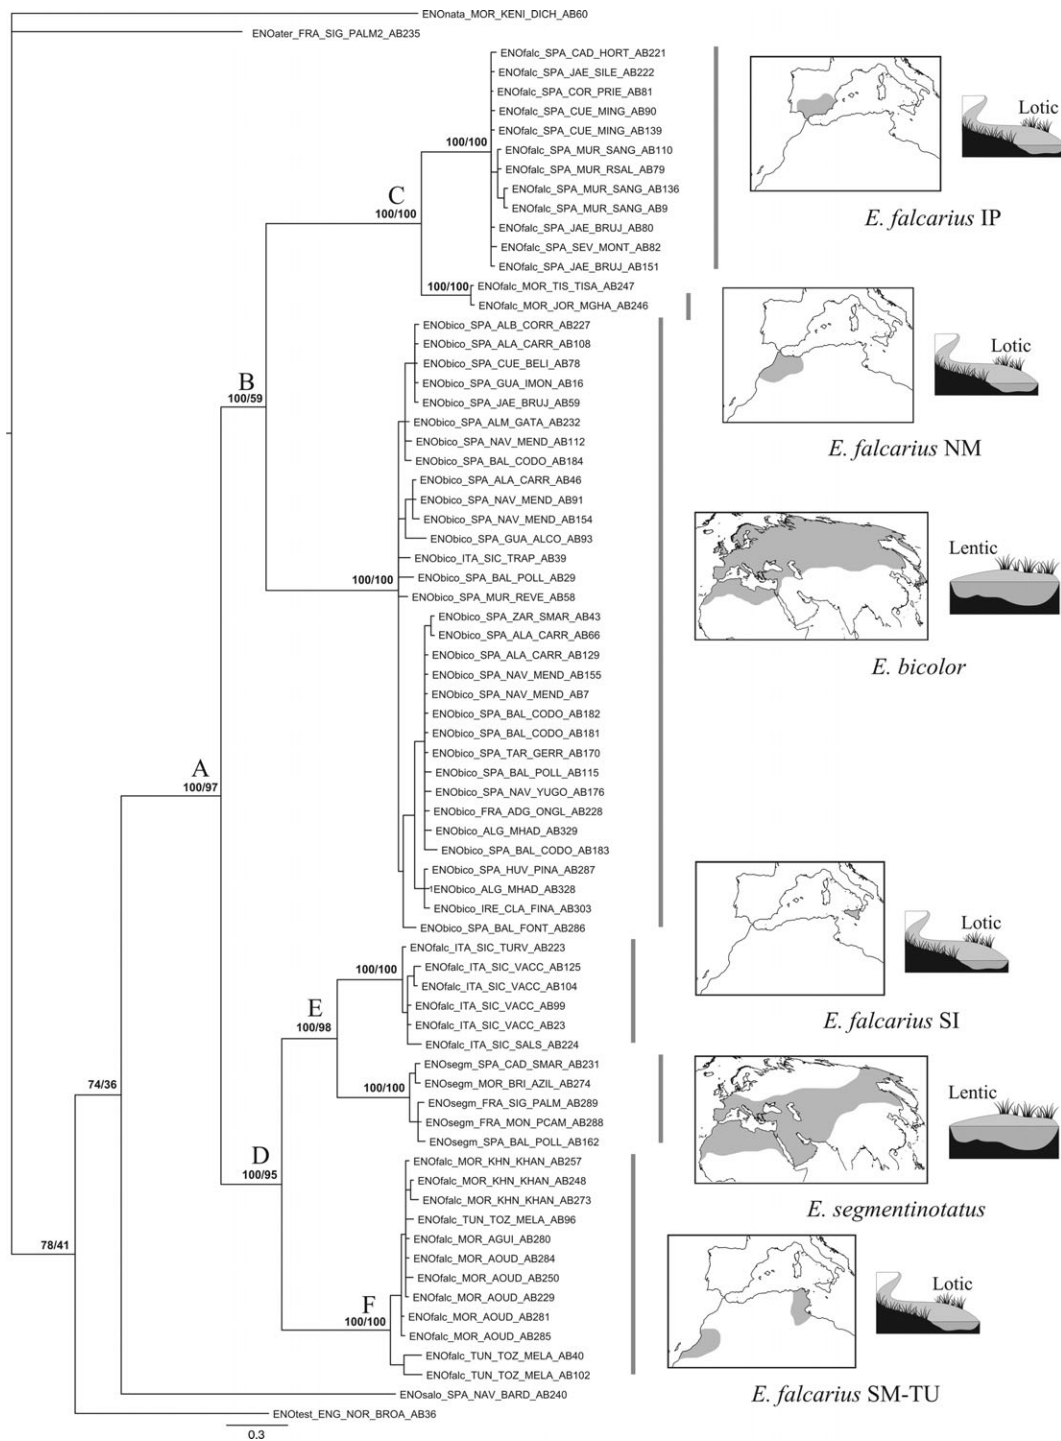 ENOnata_MOR_KENI_DICH_AB60
ENOater_FRA_SIG_PALM2_AB235
ENOfalc_SPA_CAD_HORT_AB221
ENOfalc_SPA_JAE_SILE_AB222
ENOfalc_SPA_COR_PRIE_AB81
ENOfalc_SPA_CUE_MING_AB90
ENOfalc_SPA_CUE_MING_AB139
100/100
ENOfalc_SPA_MUR_SANG_AB110
ENOfalc_SPA_MUR_RSAL_AB79
C
ENOfalc_SPA_MUR_SANG_AB136
100/100
ENOfalc_SPA_MUR_SANG_AB9
ENOfalc_SPA_JAE_BRUJ_AB80
ENOfalc_SPA_SEV_MONT_AB82
ENOfalc_SPA_JAE_BRUJ_AB151
Lotic
E. falcarius IP
100/100
ENOfalc_MOR_TIS_TISA_AB247
ENOfalc_MOR_JOR_MGHA_AB246
Lotic
E. falcarius NM
ENObico_SPA_ALB_CORR_AB227
ENObico_SPA_ALA_CARR_AB108
ENObico_SPA_CUE_BELI_AB78
B
100/59
ENObico_SPA_GUA_IMON_AB16
ENObico_SPA_JAE_BRUJ_AB59
ENObico_SPA_ALM_GATA_AB232
ENObico_SPA_NAV_MEND_AB112
ENObico_SPA_BAL_CODO_AB184
ENObico_SPA_ALA_CARR_AB46
ENObico_SPA_NAV_MEND_AB91
ENObico_SPA_NAV_MEND_AB154
ENObico_SPA_GUA_ALCO_AB93
ENObico_ITA_SIC_TRAP_AB39
100/100
ENObico_SPA_BAL_POLL_AB29
ENObico_SPA_MUR_REVE_AB58
ENObico_SPA_ZAR_SMAR_AB43
ENObico_SPA_ALA_CARR_AB66
ENObico_SPA_ALA_CARR_AB129
ENObico_SPA_NAV_MEND_AB155
ENObico_SPA_NAV_MEND_AB7
ENObico_SPA_BAL_CODO_AB182
ENObico_SPA_BAL_CODO_AB181
ENObico_SPA_TAR_GERR_AB170
A
100/97
ENObico_SPA_BAL_POLL_AB115
ENObico_SPA_NAV_YUGO_AB176
ENObico_FRA_ADG_ONGL_AB228
ENObico_ALG_MHAD_AB329
ENObico_SPA_BAL_CODO_AB183
ENObico_SPA_HUV_PINA_AB287
ENObico_ALG_MHAD_AB328
ENObico_IRE_CLA_FINA_AB303
ENObico_SPA_BAL_FONT_AB286
Lentic
E. bicolor
ENOfalc_ITA_SIC_TURV_AB223
100/100
ENOfalc_ITA_SIC_VACC_AB125
ENOfalc_ITA_SIC_VACC_AB104
ENOfalc_ITA_SIC_VACC_AB99
E
100/98
ENOfalc_ITA_SIC_VACC_AB23
ENOfalc_ITA_SIC_SALS_AB224
Lotic
E. falcarius SI
ENOsegm_SPA_CAD_SMAR_AB231
ENOsegm_MOR_BRI_AZIL_AB274
100/100
74/36
ENOsegm_FRA_SIG_PALM_AB289
ENOsegm_FRA_MON_PCAM_AB288
ENOsegm_SPA_BAL_POLL_AB162
Lentic
E. segmentinotatus
D
100/95
ENOfalc_MOR_KHN_KHAN_AB257
ENOfalc_MOR_KHN_KHAN_AB248
ENOfalc_MOR_KHN_KHAN_AB273
ENOfalc_TUN_TOZ_MELA_AB96
ENOfalc_MOR_AGUI_AB280
78/41
ENOfalc_MOR_AOUD_AB284
ENOfalc_MOR_AOUD_AB250
ENOfalc_MOR_AOUD_AB229
F
100/100
ENOfalc_MOR_AOUD_AB281
ENOfalc_MOR_AOUD_AB285
ENOfalc_TUN_TOZ_MELA_AB40
ENOfalc_TUN_TOZ_MELA_AB102
Lotic
E. falcarius SM-TU
ENOsalo_SPA_NAV_BARD_AB240
ENOtest_ENG_NOR_BROA_AB36
0.3